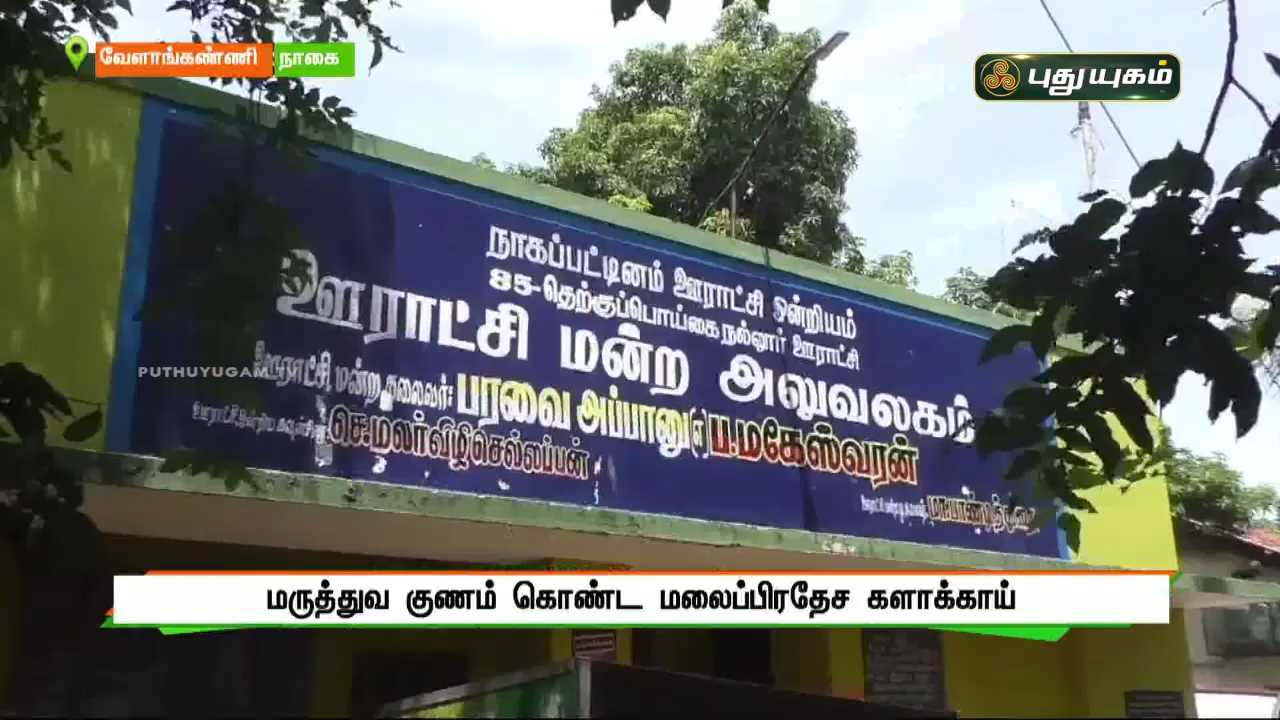 வேளாங்கண்ணி நாகை
புதுயுகம்
நாகப்பட்டினம் ஊராட்சி ஒன்றியம்
85-தெற்குப்பொய்கைநல்லூர் ஊராட்சி
ஊராட்சி மன்ற அலுவலகம்
PUTHUYUGAM
ஊராட்சி மன்ற தலைவர்: பரவை அப்பானு(எ)ப.மகேஸ்வரன்
செ.மலர்விழிசெல்லப்பன்
மருத்துவ குணம் கொண்ட மலைப்பிரதேச களாக்காய்